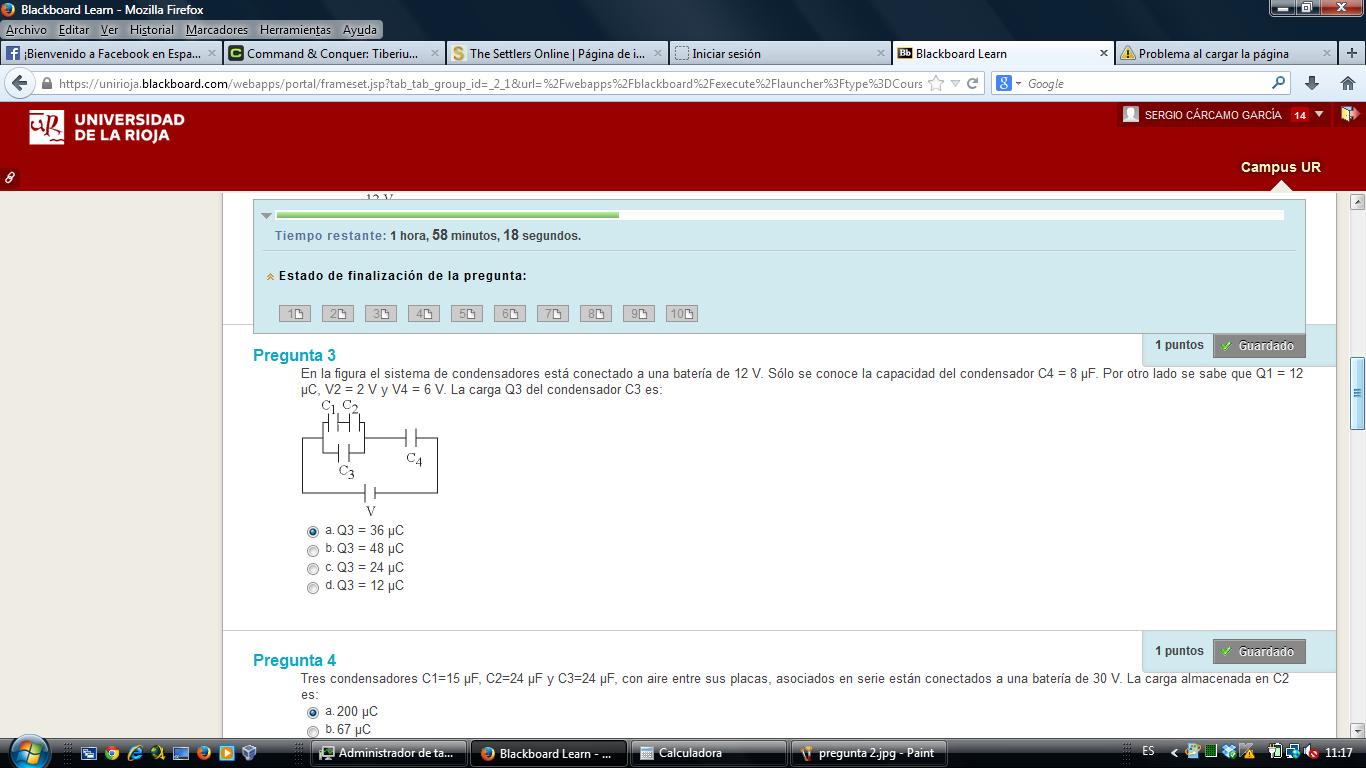 Blackboard Learn - Mozilla Firefox
Archivo Editar Ver Historial Marcadores Herramientas Ayuda
¡Bienvenido a Facebook en Espa... Command & Conquer: Tiberiu... The Settlers Online | Página de i... Iniciar sesión Blackboard Learn Problema al cargar la página
https://unirioja.blackboard.com/webapps/portal/frameset.jsp?tab_tab_group_id=_2_1&url=%2Fwebapps%2Fblackboard%2Fexecute%2Flauncher%3Ftype%3DCours Google
UNIVERSIDAD
DE LA RIOJA
SERGIO CÁRCAMO GARCÍA 14
Campus UR
12 V
Tiempo restante: 1 hora, 58 minutos, 18 segundos.
Estado de finalización de la pregunta:
1 2 3 4 5 6 7 8 9 10
Pregunta 3
1 puntos Guardado
En la figura el sistema de condensadores está conectado a una batería de 12 V. Sólo se conoce la capacidad del condensador C4 = 8 µF. Por otro lado se sabe que Q1 = 12
µC, V2 = 2 V y V4 = 6 V. La carga Q3 del condensador C3 es:
C1 C2
C4
C3
V
a. Q3 = 36 µC
b. Q3 = 48 µC
c. Q3 = 24 µC
d. Q3 = 12 µC
Pregunta 4
1 puntos Guardado
Tres condensadores C1=15 µF, C2=24 µF y C3=24 µF, con aire entre sus placas, asociados en serie están conectados a una batería de 30 V. La carga almacenada en C2
es:
a. 200 µC
b. 67 µC
Administrador de ta... Blackboard Learn - ... Calculadora pregunta 2.jpg - Paint ES 11:17